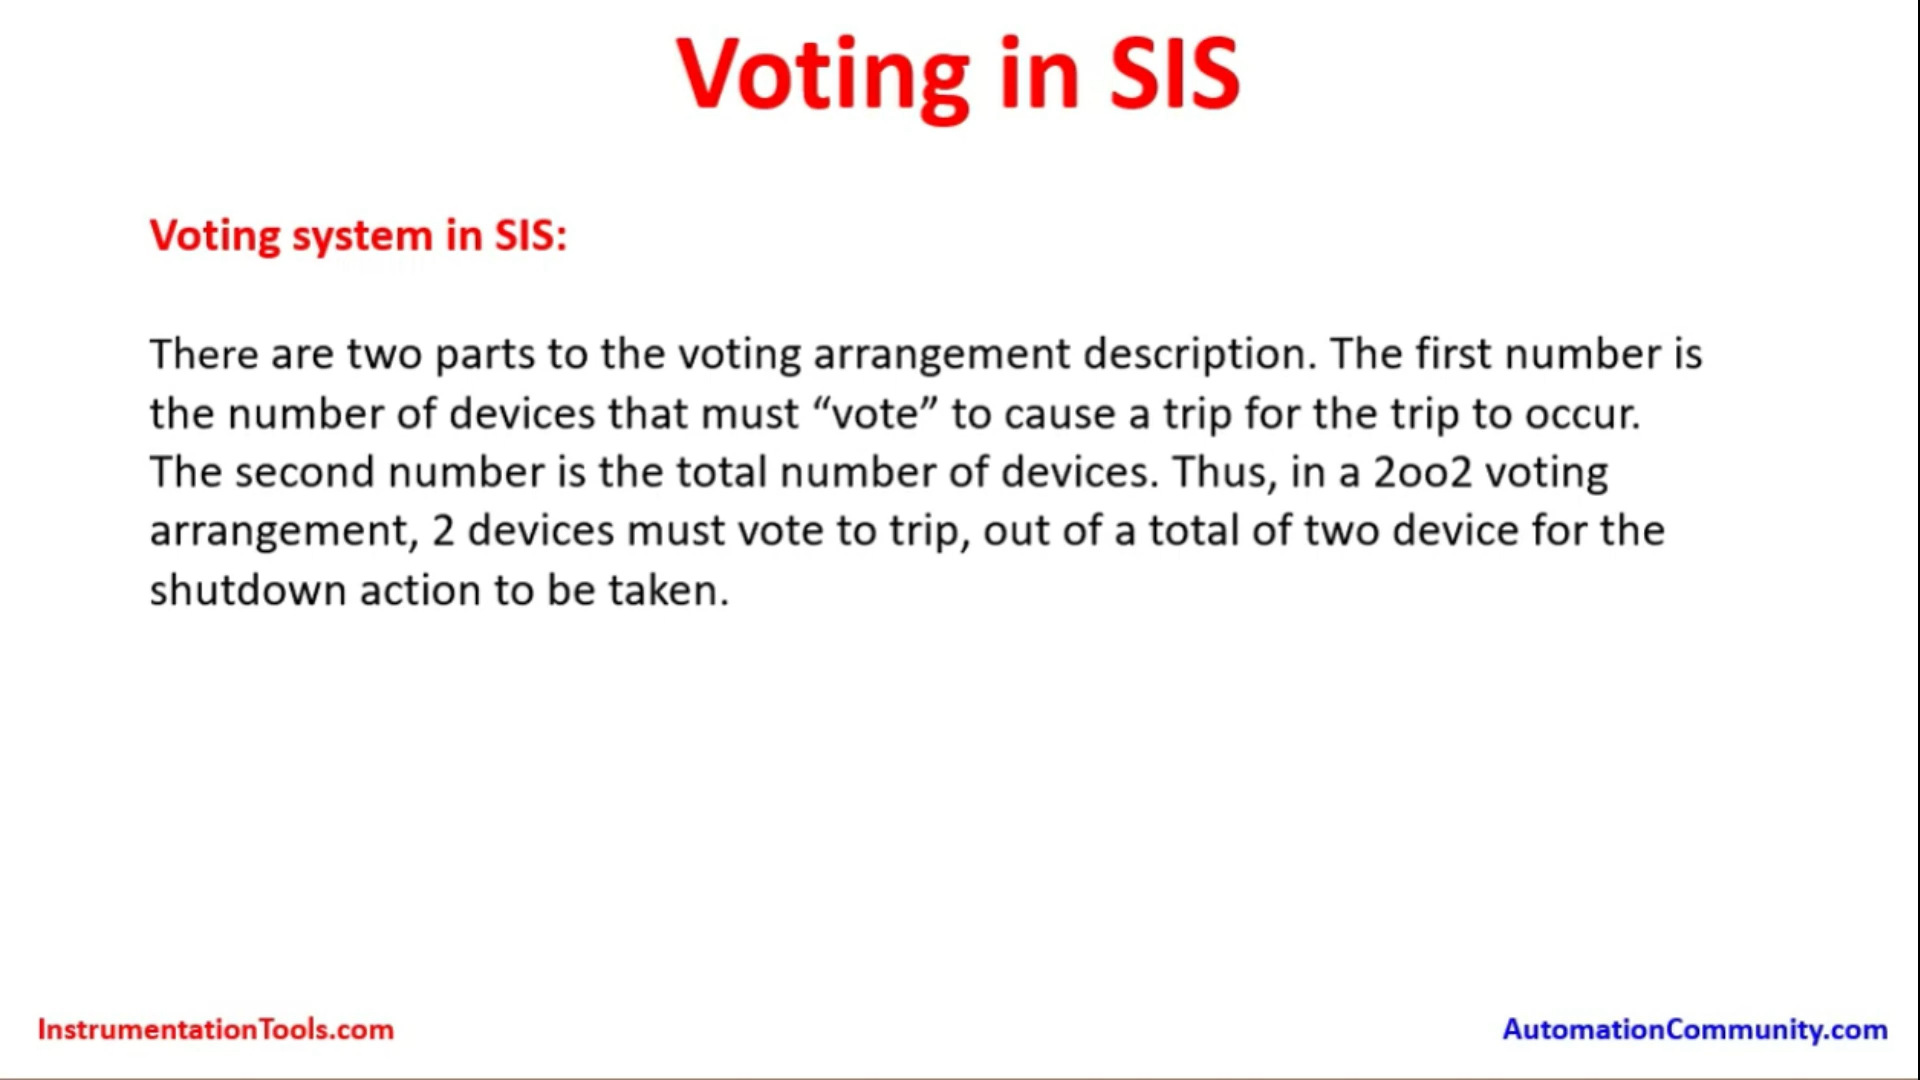 Voting in SIS
Voting system in SIS:
There are two parts to the voting arrangement description. The first number is
the number of devices that must “vote” to cause a trip for the trip to occur.
The second number is the total number of devices. Thus, in a 2oo2 voting
arrangement, 2 devices must vote to trip, out of a total of two device for the
shutdown action to be taken.
InstrumentationTools.com
AutomationCommunity.com